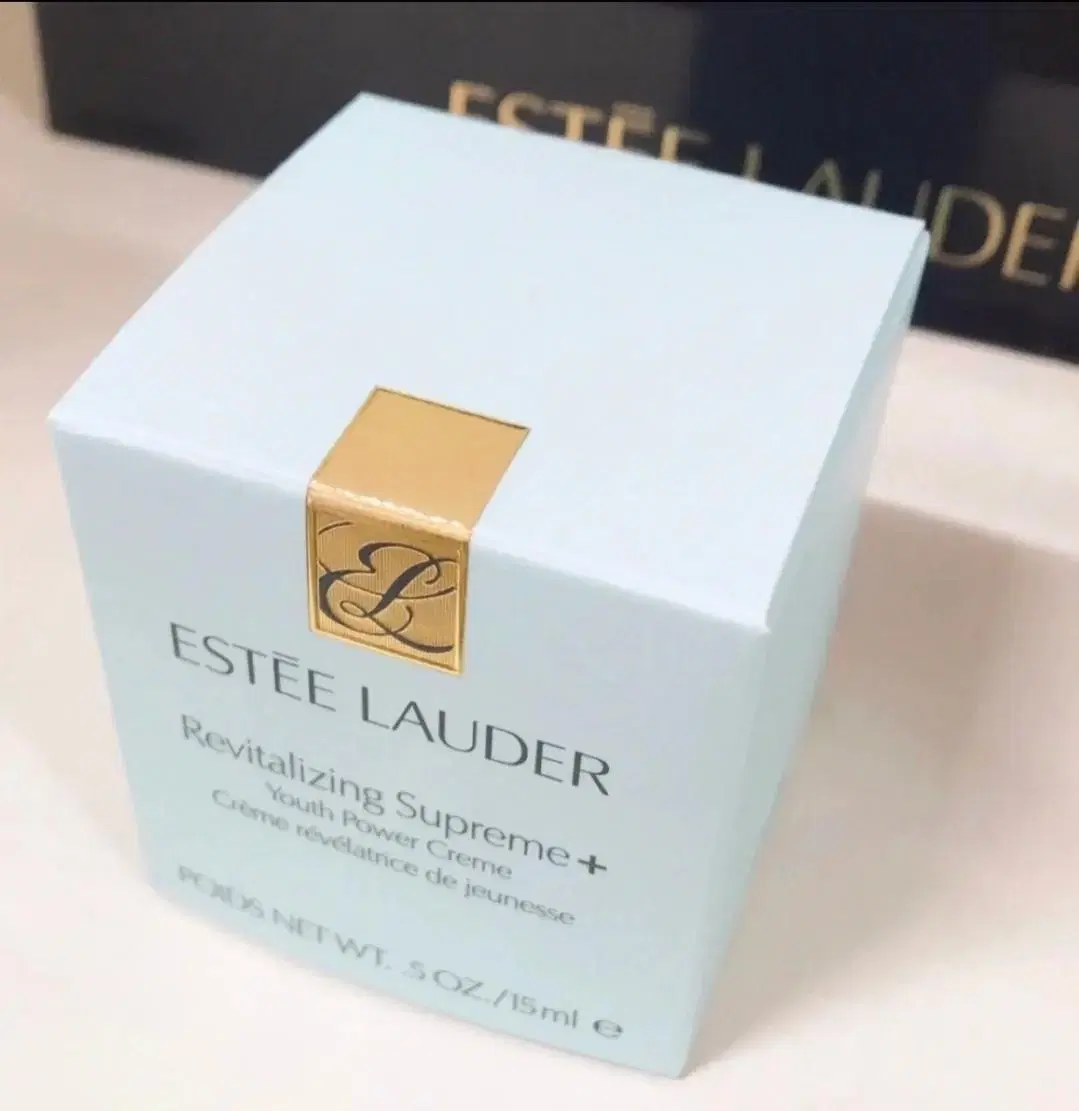 ESTĒE LAUDER
ESTĒE LAUDER
Revitalizing Supreme+
Youth Power Creme
Crème révélatrice de jeunesse
POIDS NET WT. .5 OZ./15ml ℮